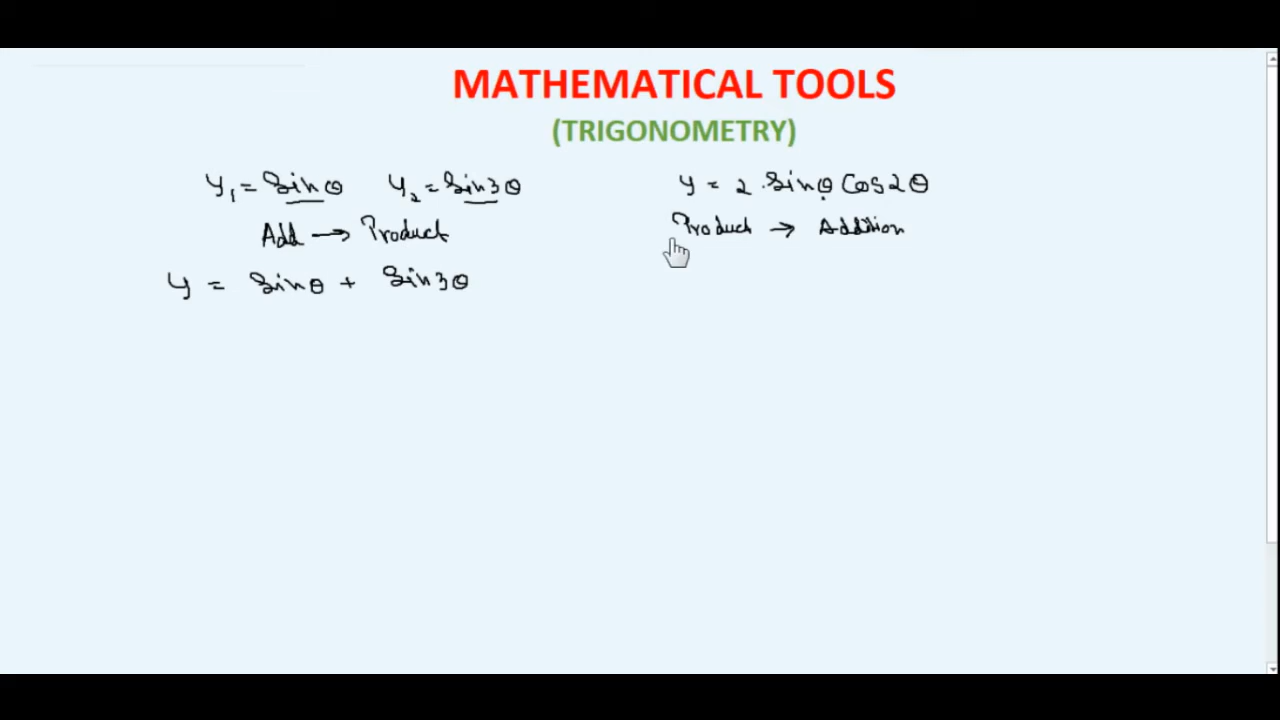 MATHEMATICAL TOOLS
(TRIGONOMETRY)
y₁ = Sinθ y₂ = Sin3θ
Add → Product
y = Sinθ + Sin3θ
y = 2 Sinθ Cos2θ
Product → Addition